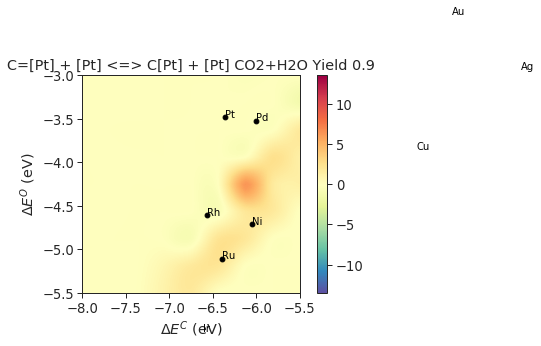 Au
Ag
C=[Pt] + [Pt] <=> C[Pt] + [Pt] CO2+H2O Yield 0.9
Cu
Pt
Pd
Rh
Ni
Ru
−3.0
−3.5
−4.0
−4.5
−5.0
−5.5
ΔE^O (eV)
−8.0 −7.5 −7.0 −6.5 −6.0 −5.5
ΔE^C (eV)
Ir
10
5
0
−5
−10